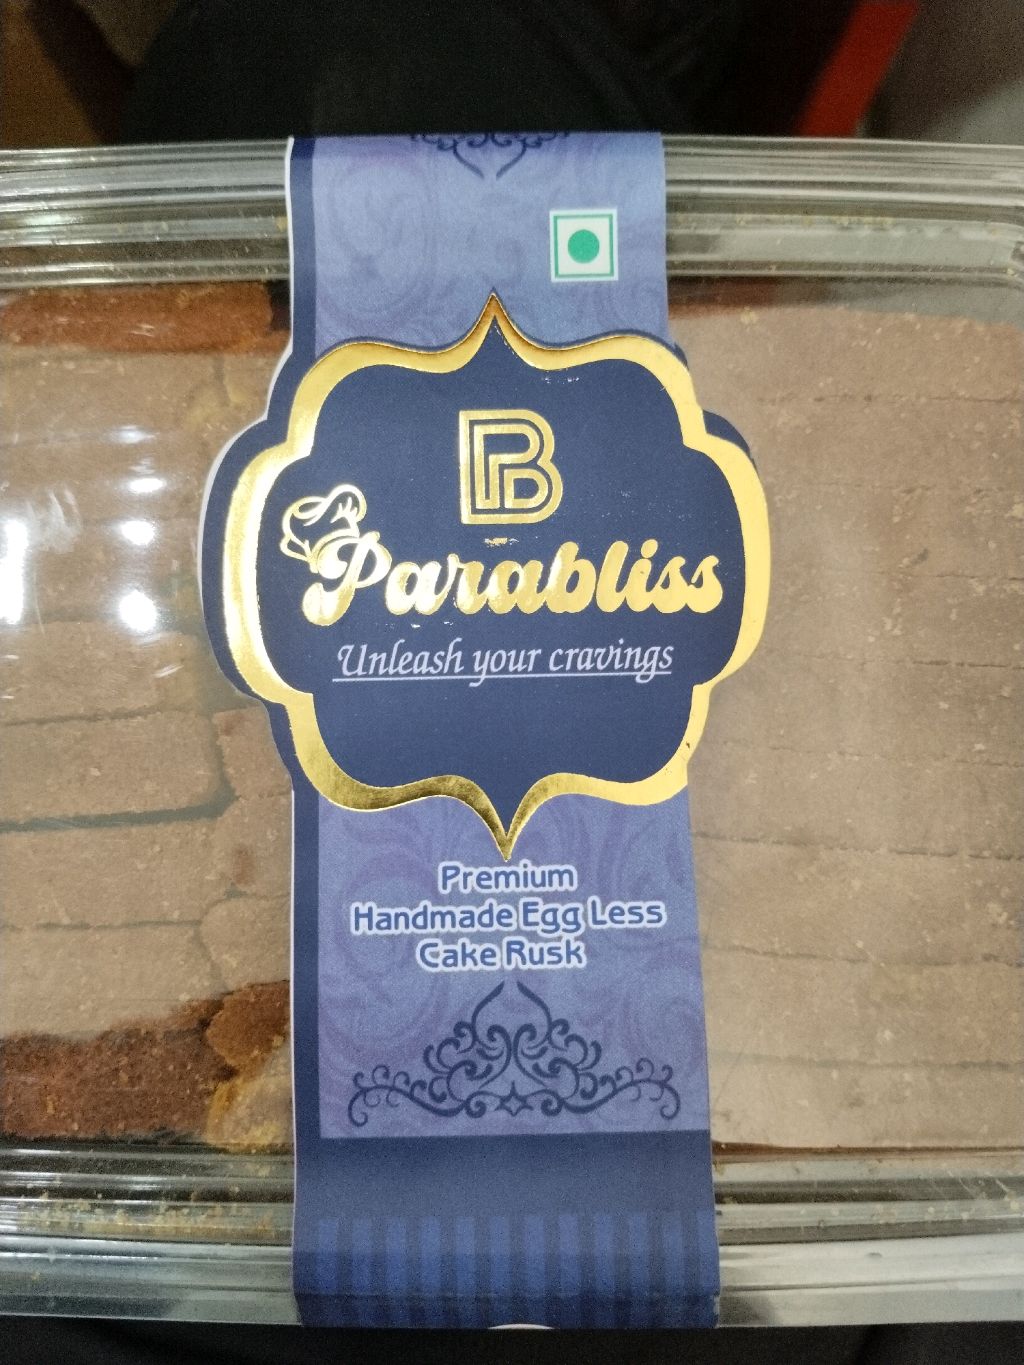 PB
Parabliss
Unleash your cravings
Premium
Handmade Egg Less
Cake Rusk